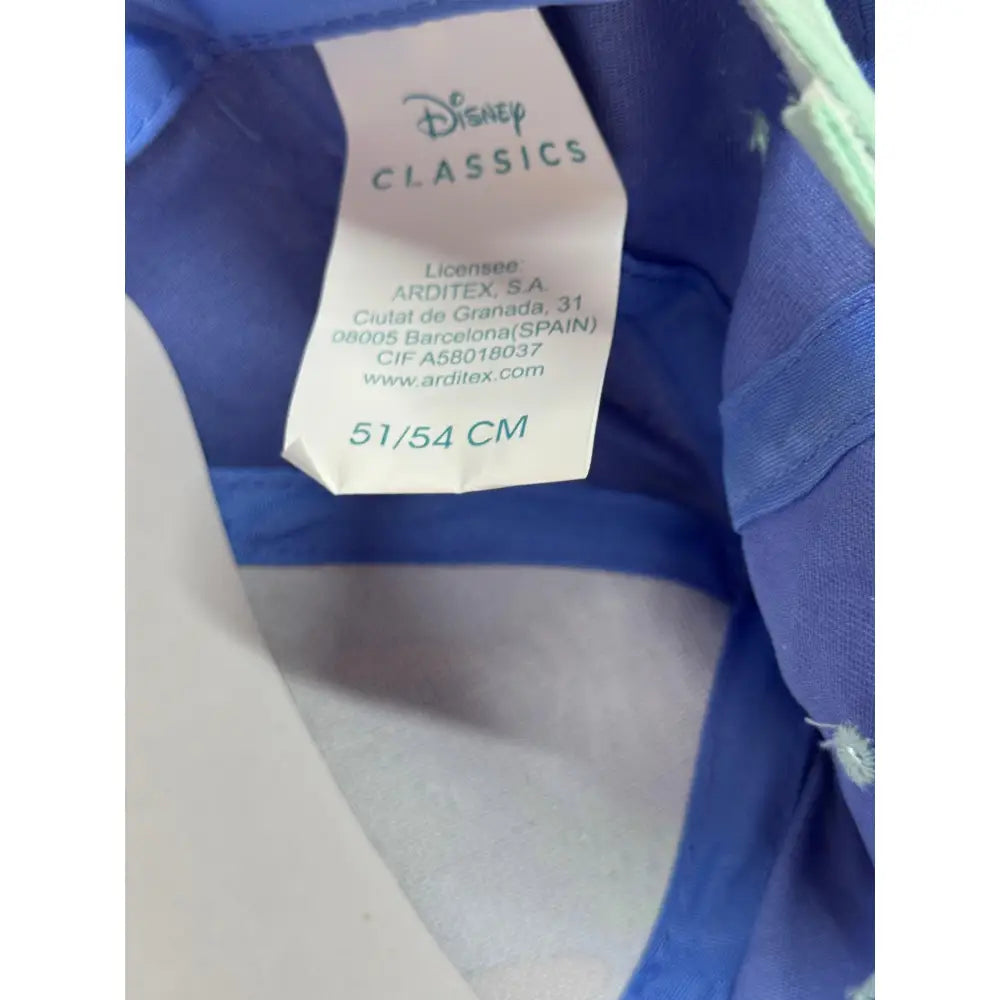 Disney
CLASSICS
Licensee:
ARDITEX, S.A.
Ciutat de Granada, 31
08005 Barcelona(SPAIN)
CIF A58018037
www.arditex.com
51/54 CM